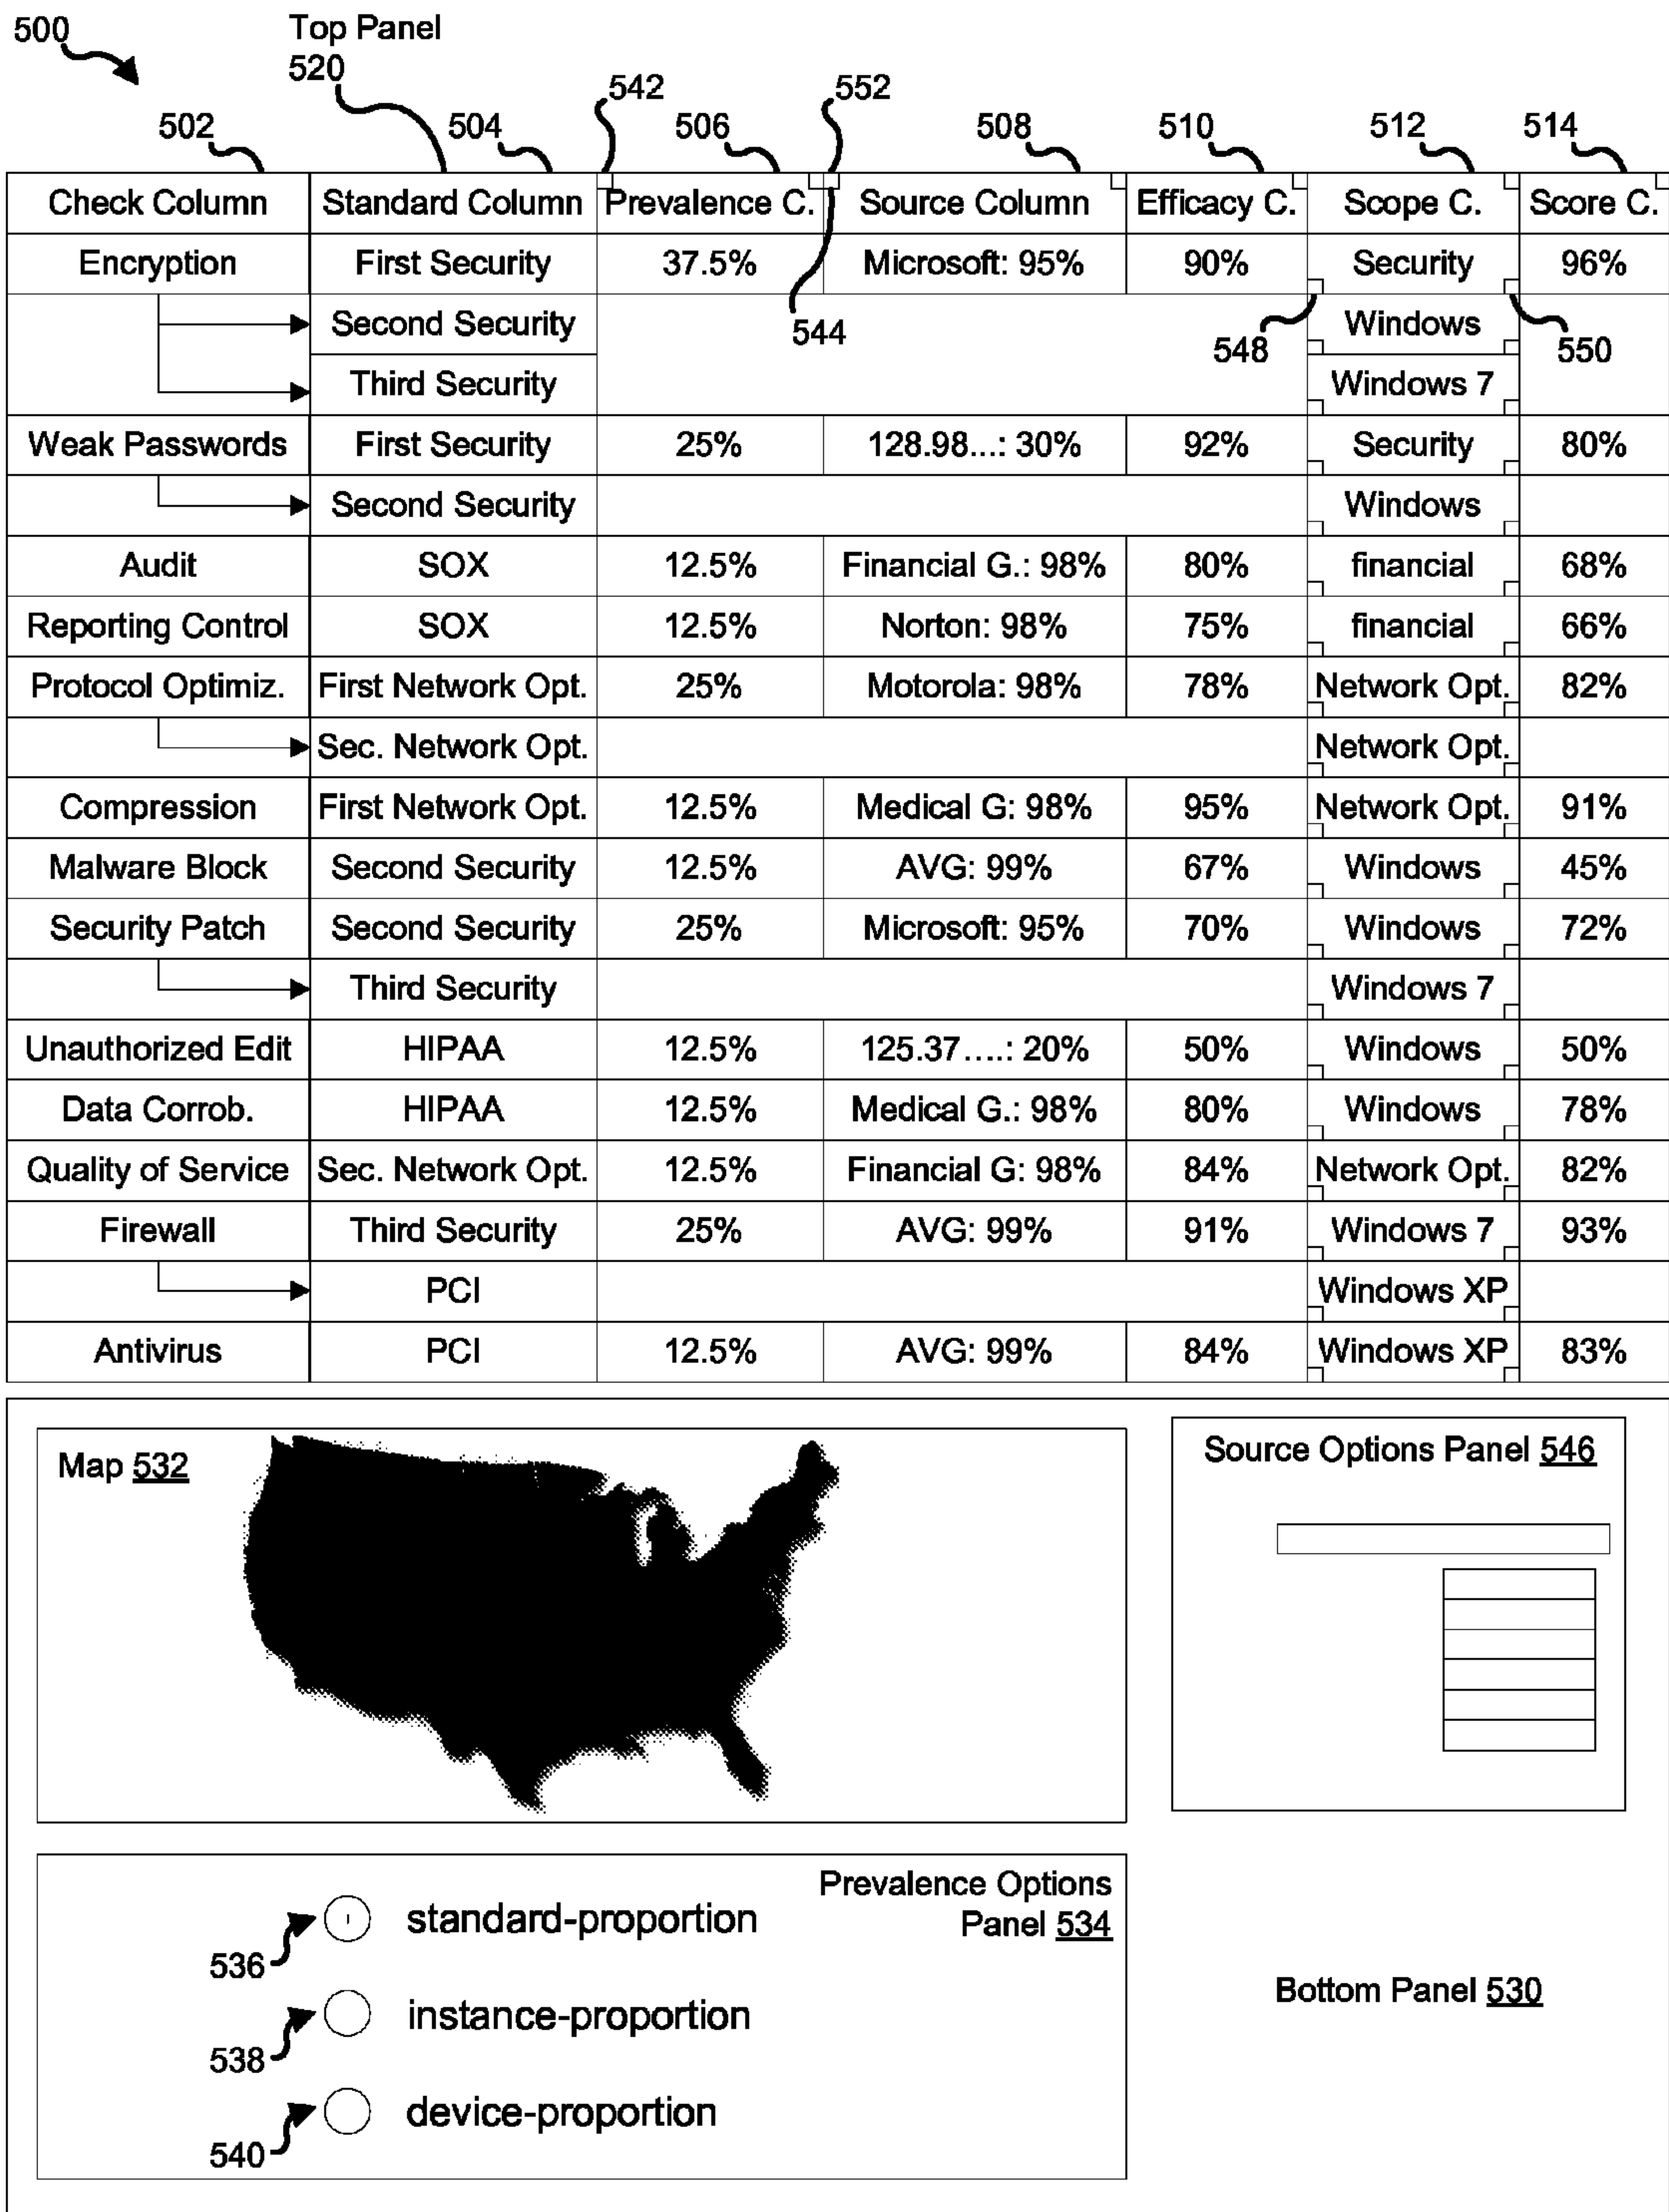 500
Top Panel
520
542
552
502
504
506
508
510
512
514
Check Column Standard Column Prevalence C. Source Column Efficacy C. Scope C. Score C.
Encryption First Security 37.5% Microsoft: 95% 90% Security 96%
Second Security Windows
544
548
550
Third Security Windows 7
Weak Passwords First Security 25% 128.98...: 30% 92% Security 80%
Second Security Windows
Audit SOX 12.5% Financial G.: 98% 80% financial 68%
Reporting Control SOX 12.5% Norton: 98% 75% financial 66%
Protocol Optimiz. First Network Opt. 25% Motorola: 98% 78% Network Opt. 82%
Sec. Network Opt. Network Opt.
Compression First Network Opt. 12.5% Medical G: 98% 95% Network Opt. 91%
Malware Block Second Security 12.5% AVG: 99% 67% Windows 45%
Security Patch Second Security 25% Microsoft: 95% 70% Windows 72%
Third Security Windows 7
Unauthorized Edit HIPAA 12.5% 125.37....: 20% 50% Windows 50%
Data Corrob. HIPAA 12.5% Medical G.: 98% 80% Windows 78%
Quality of Service Sec. Network Opt. 12.5% Financial G: 98% 84% Network Opt. 82%
Firewall Third Security 25% AVG: 99% 91% Windows 7 93%
PCI Windows XP
Antivirus PCI 12.5% AVG: 99% 84% Windows XP 83%
Map 532
Source Options Panel 546
Prevalence Options
Panel 534
standard-proportion
536
instance-proportion
538
device-proportion
540
Bottom Panel 530